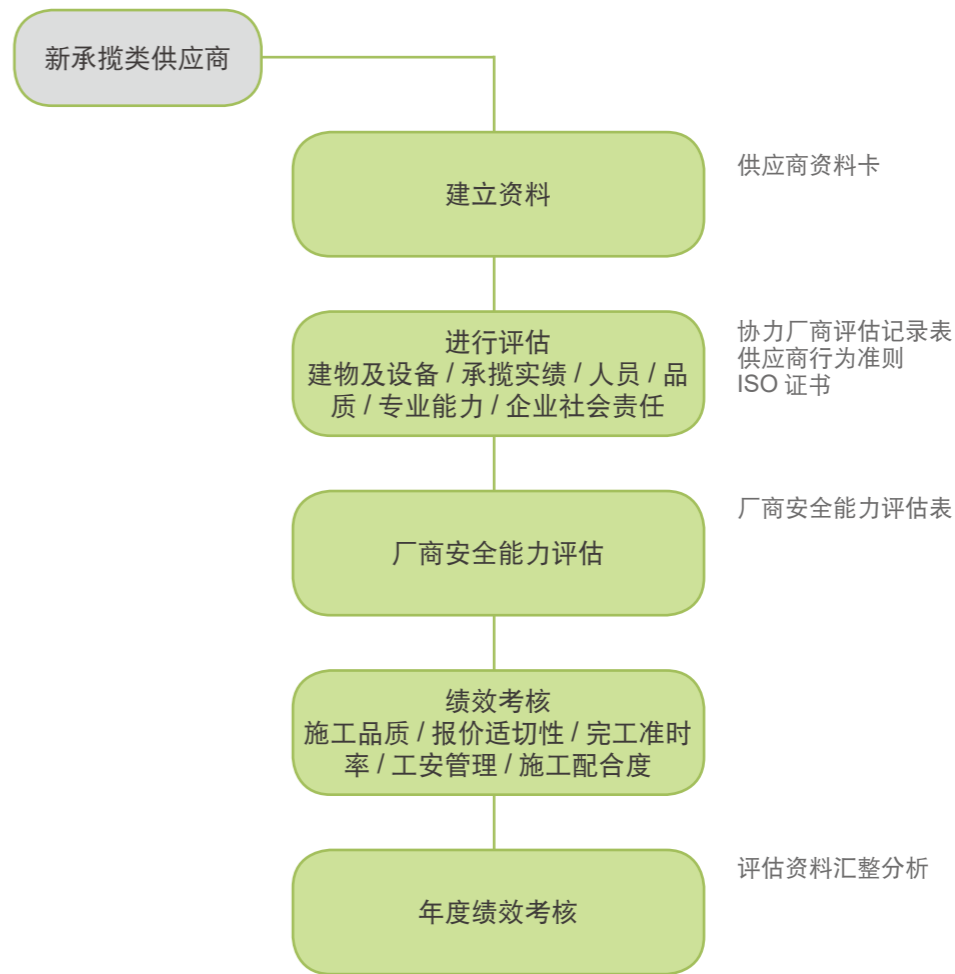 新承揽类供应商
建立资料
供应商资料卡
进行评估
建物及设备 / 承揽实绩 / 人员 / 品
质 / 专业能力 / 企业社会责任
协力厂商评估记录表
供应商行为准则
ISO 证书
厂商安全能力评估
厂商安全能力评估表
绩效考核
施工品质 / 报价适切性 / 完工准时
率 / 工安管理 / 施工配合度
年度绩效考核
评估资料汇整分析